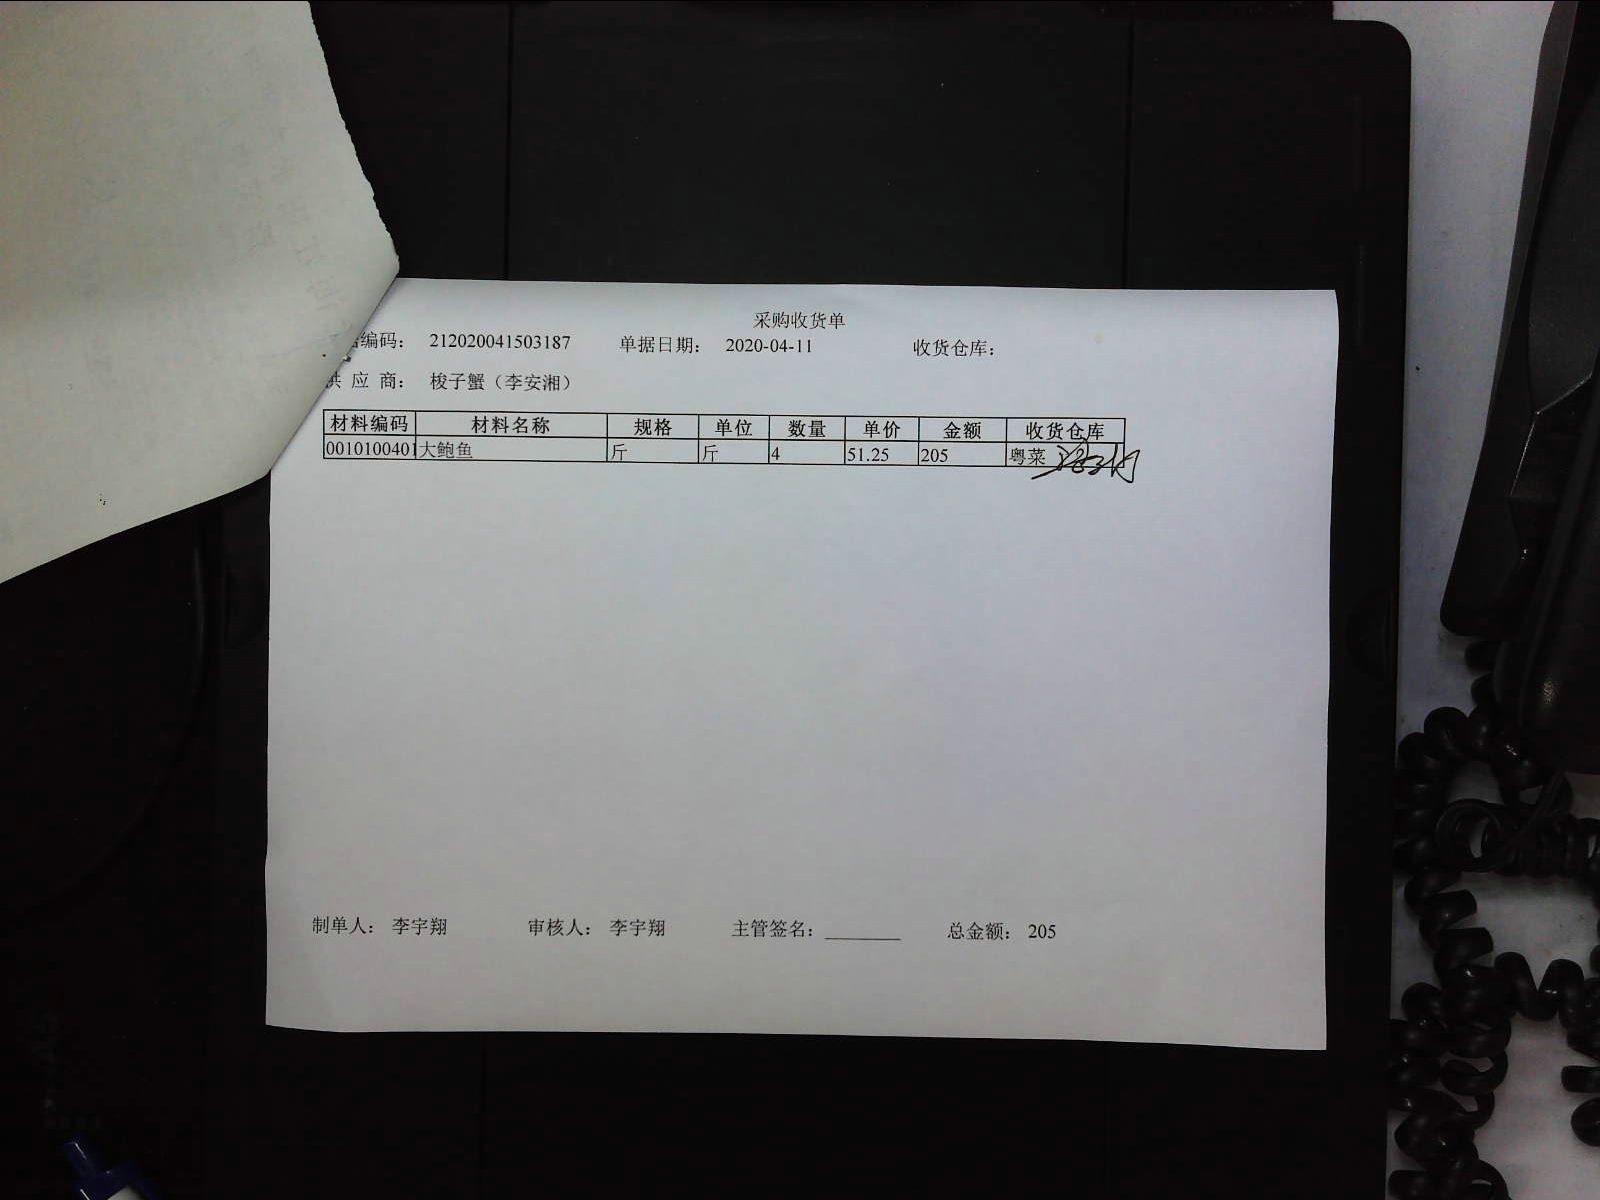 采购收货单
编码： 212020041503187 单据日期： 2020-04-11 收货仓库：
供 应 商： 梭子蟹（李安湘）
材料编码 材料名称 规格 单位 数量 单价 金额 收货仓库
0010100401 大鲍鱼 斤 斤 4 51.25 205 粤菜
制单人： 李宇翔 审核人： 李宇翔 主管签名：________ 总金额： 205